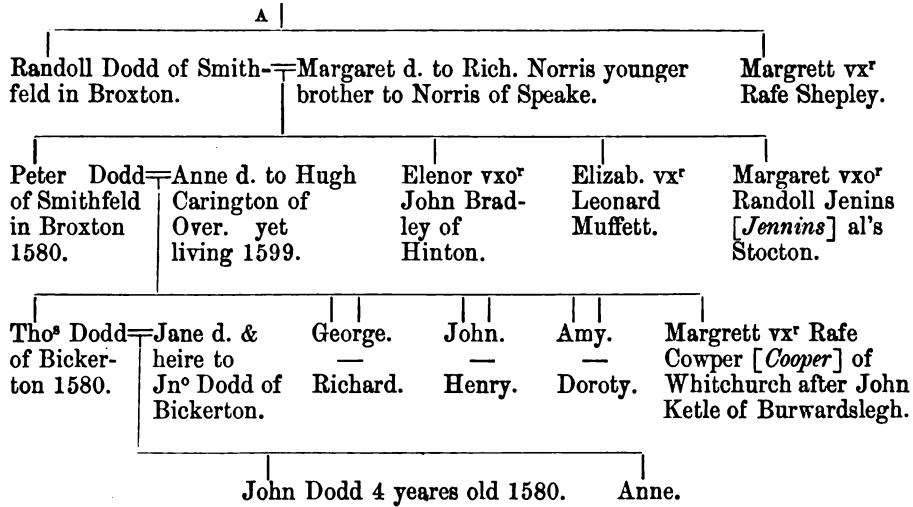 A
Randoll Dodd of Smith- Margaret d. to Rich. Norris younger Margrett vxʳ
feld in Broxton. brother to Norris of Speake. Rafe Shepley.
Peter Dodd Anne d. to Hugh Elenor vxoʳ Elizab. vxʳ Margaret vxoʳ
of Smithfeld Carington of John Brad- Leonard Randoll Jenins
in Broxton Over. yet ley of Muffett. [Jennins] al's
1580. living 1599. Hinton. Stocton.
Thoˢ Dodd Jane d. & George. John. Amy. Margrett vxʳ Rafe
of Bicker- heire to — — — Cowper [Cooper] of
ton 1580. Jnᵒ Dodd of Richard. Henry. Doroty. Whitchurch after John
Bickerton. Ketle of Burwardslegh.
John Dodd 4 yeares old 1580. Anne.